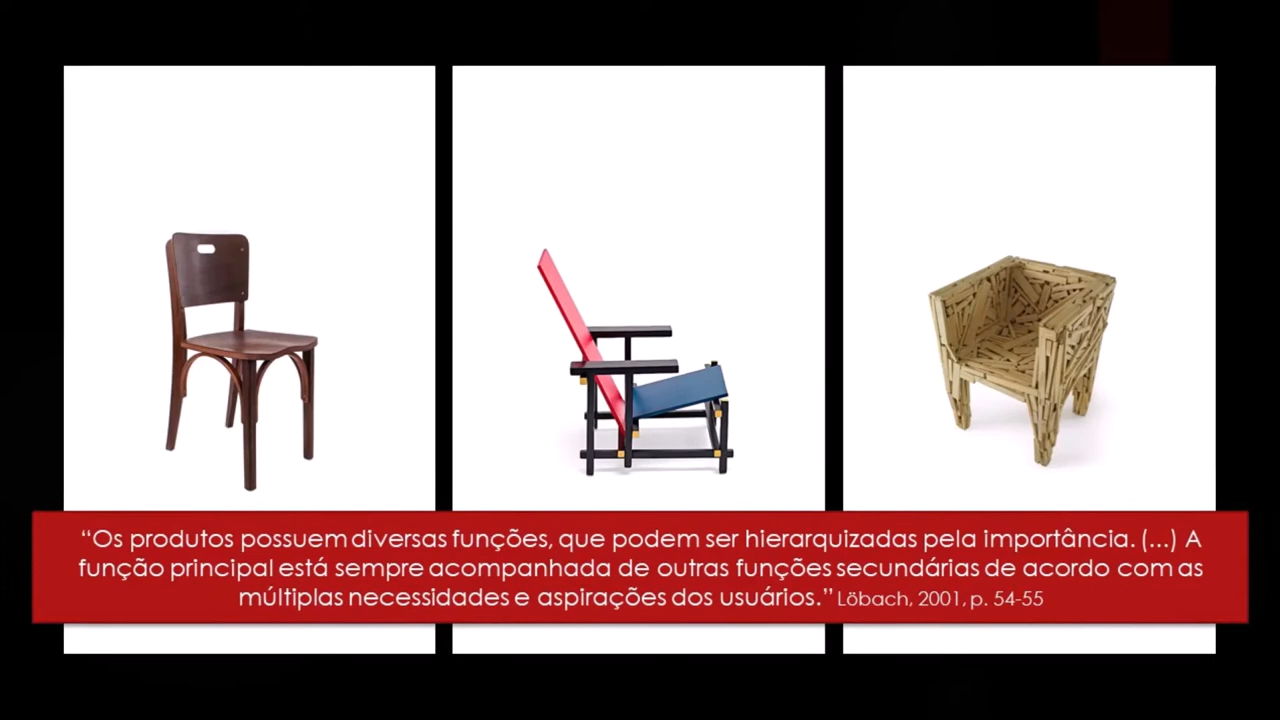 “Os produtos possuem diversas funções, que podem ser hierarquizadas pela importância. (...) A
função principal está sempre acompanhada de outras funções secundárias de acordo com as
múltiplas necessidades e aspirações dos usuários.” Löbach, 2001, p. 54-55